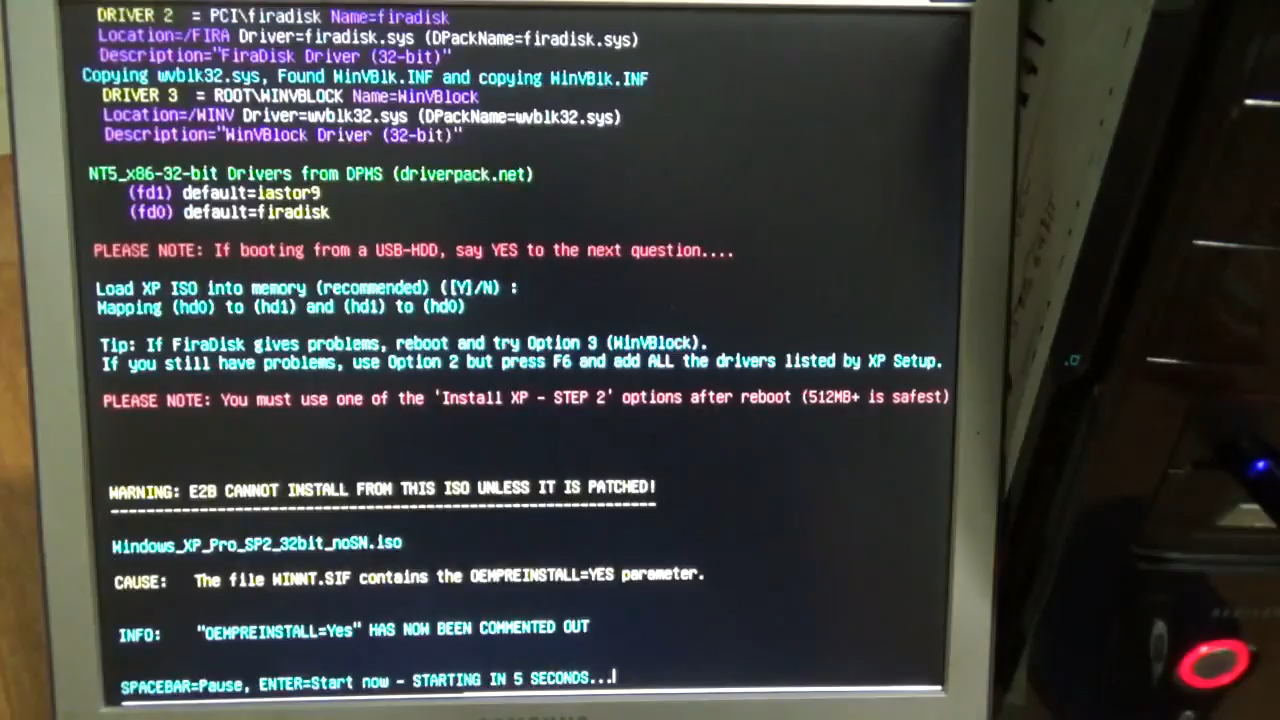 DRIVER 2 = PCI\firadisk Name=firadisk
Location=/FIRA Driver=firadisk.sys (DPackName=firadisk.sys)
Description="FiraDisk Driver (32-bit)"
Copying wvblk32.sys, Found WinVBlk.INF and copying WinVBlk.INF
DRIVER 3 = ROOT\WINVBLOCK Name=WinVBlock
Location=/WINV Driver=wvblk32.sys (DPackName=wvblk32.sys)
Description="WinVBlock Driver (32-bit)"
NT5_x86-32-bit Drivers from DPMS (driverpack.net)
(fd1) default=iastor9
(fd0) default=firadisk
PLEASE NOTE: If booting from a USB-HDD, say YES to the next question....
Load XP ISO into memory (recommended) ([Y]/N) :
Mapping (hd0) to (hd1) and (hd1) to (hd0)
Tip: If FiraDisk gives problems, reboot and try Option 3 (WinVBlock).
If you still have problems, use Option 2 but press F6 and add ALL the drivers listed by XP Setup.
PLEASE NOTE: You must use one of the 'Install XP - STEP 2' options after reboot (512MB+ is safest)
WARNING: E2B CANNOT INSTALL FROM THIS ISO UNLESS IT IS PATCHED!
-------------------------------------------------------------
Windows_XP_Pro_SP2_32bit_noSN.iso
CAUSE: The file WINNT.SIF contains the OEMPREINSTALL=YES parameter.
INFO: "OEMPREINSTALL=Yes" HAS NOW BEEN COMMENTED OUT
SPACEBAR=Pause, ENTER=Start now - STARTING IN 5 SECONDS...